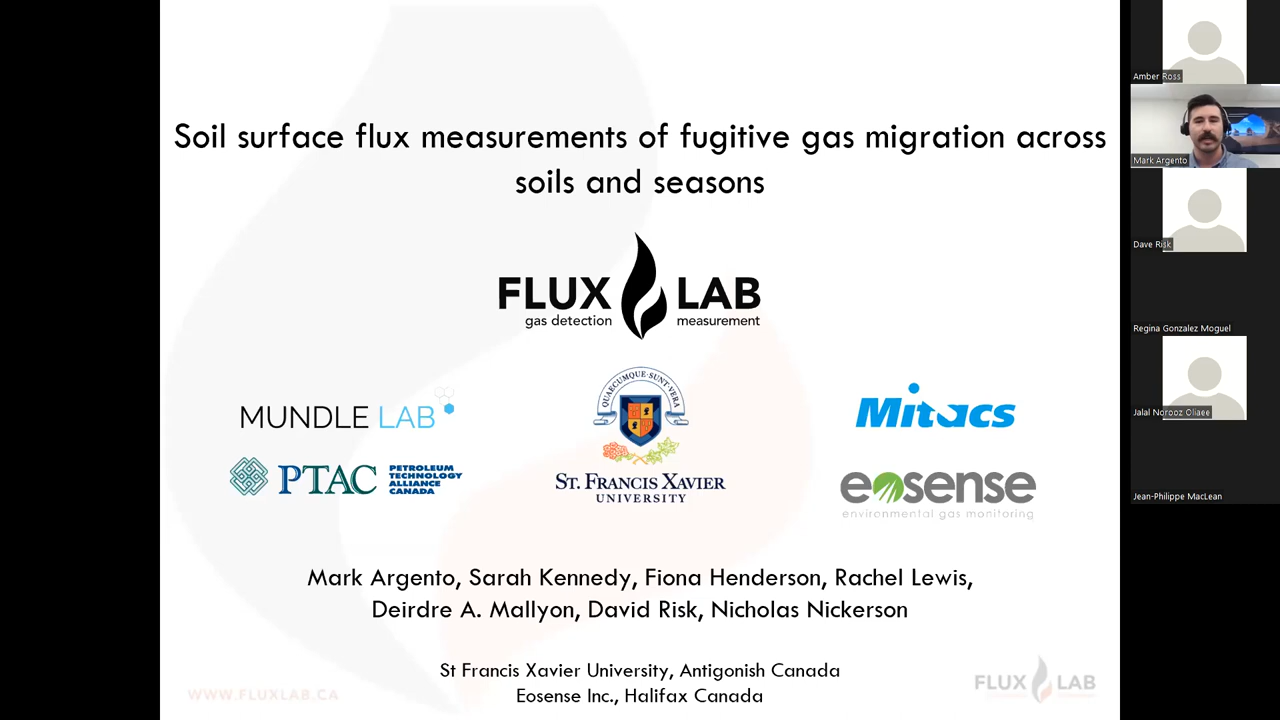 Soil surface flux measurements of fugitive gas migration across
soils and seasons
FLUX LAB
gas detection measurement
MUNDLE LAB
PTAC PETROLEUM
TECHNOLOGY
ALLIANCE
CANADA
QUAECUMQUE·SUNT·VERA
ST. FRANCIS XAVIER
UNIVERSITY
Mitacs
eosense
environmental gas monitoring
Mark Argento, Sarah Kennedy, Fiona Henderson, Rachel Lewis,
Deirdre A. Mallyon, David Risk, Nicholas Nickerson
St Francis Xavier University, Antigonish Canada
Eosense Inc., Halifax Canada
WWW.FLUXLAB.CA
FLUX LAB
Amber Ross
Mark Argento
Dave Risk
Regina Gonzalez Moguel
Jalal Norooz Oliaee
Jean-Philippe MacLean